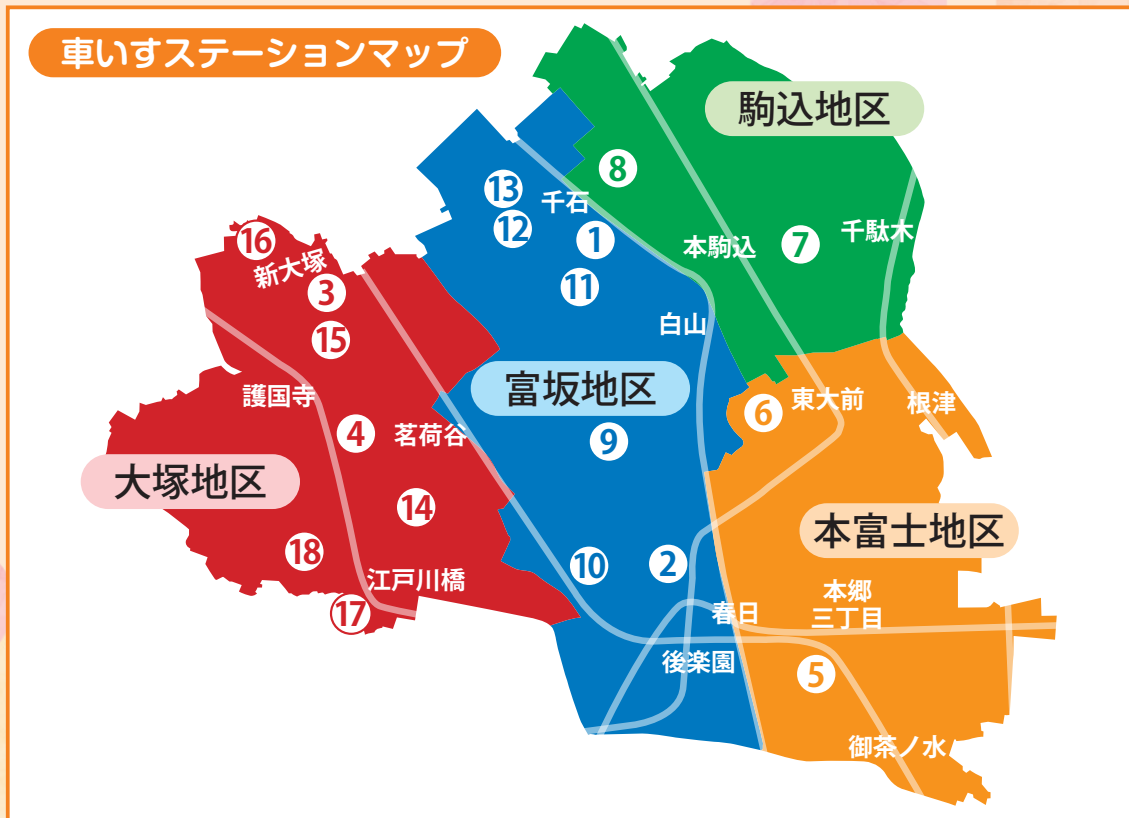 車いすステーションマップ
駒込地区
8
13
千石
12
1
本駒込
7
千駄木
16
新大塚
3
11
15
白山
護国寺
富坂地区
6
東大前
根津
4
茗荷谷
9
大塚地区
14
本富士地区
18
10
2
江戸川橋
17
春日
本郷
三丁目
後楽園
5
御茶ノ水